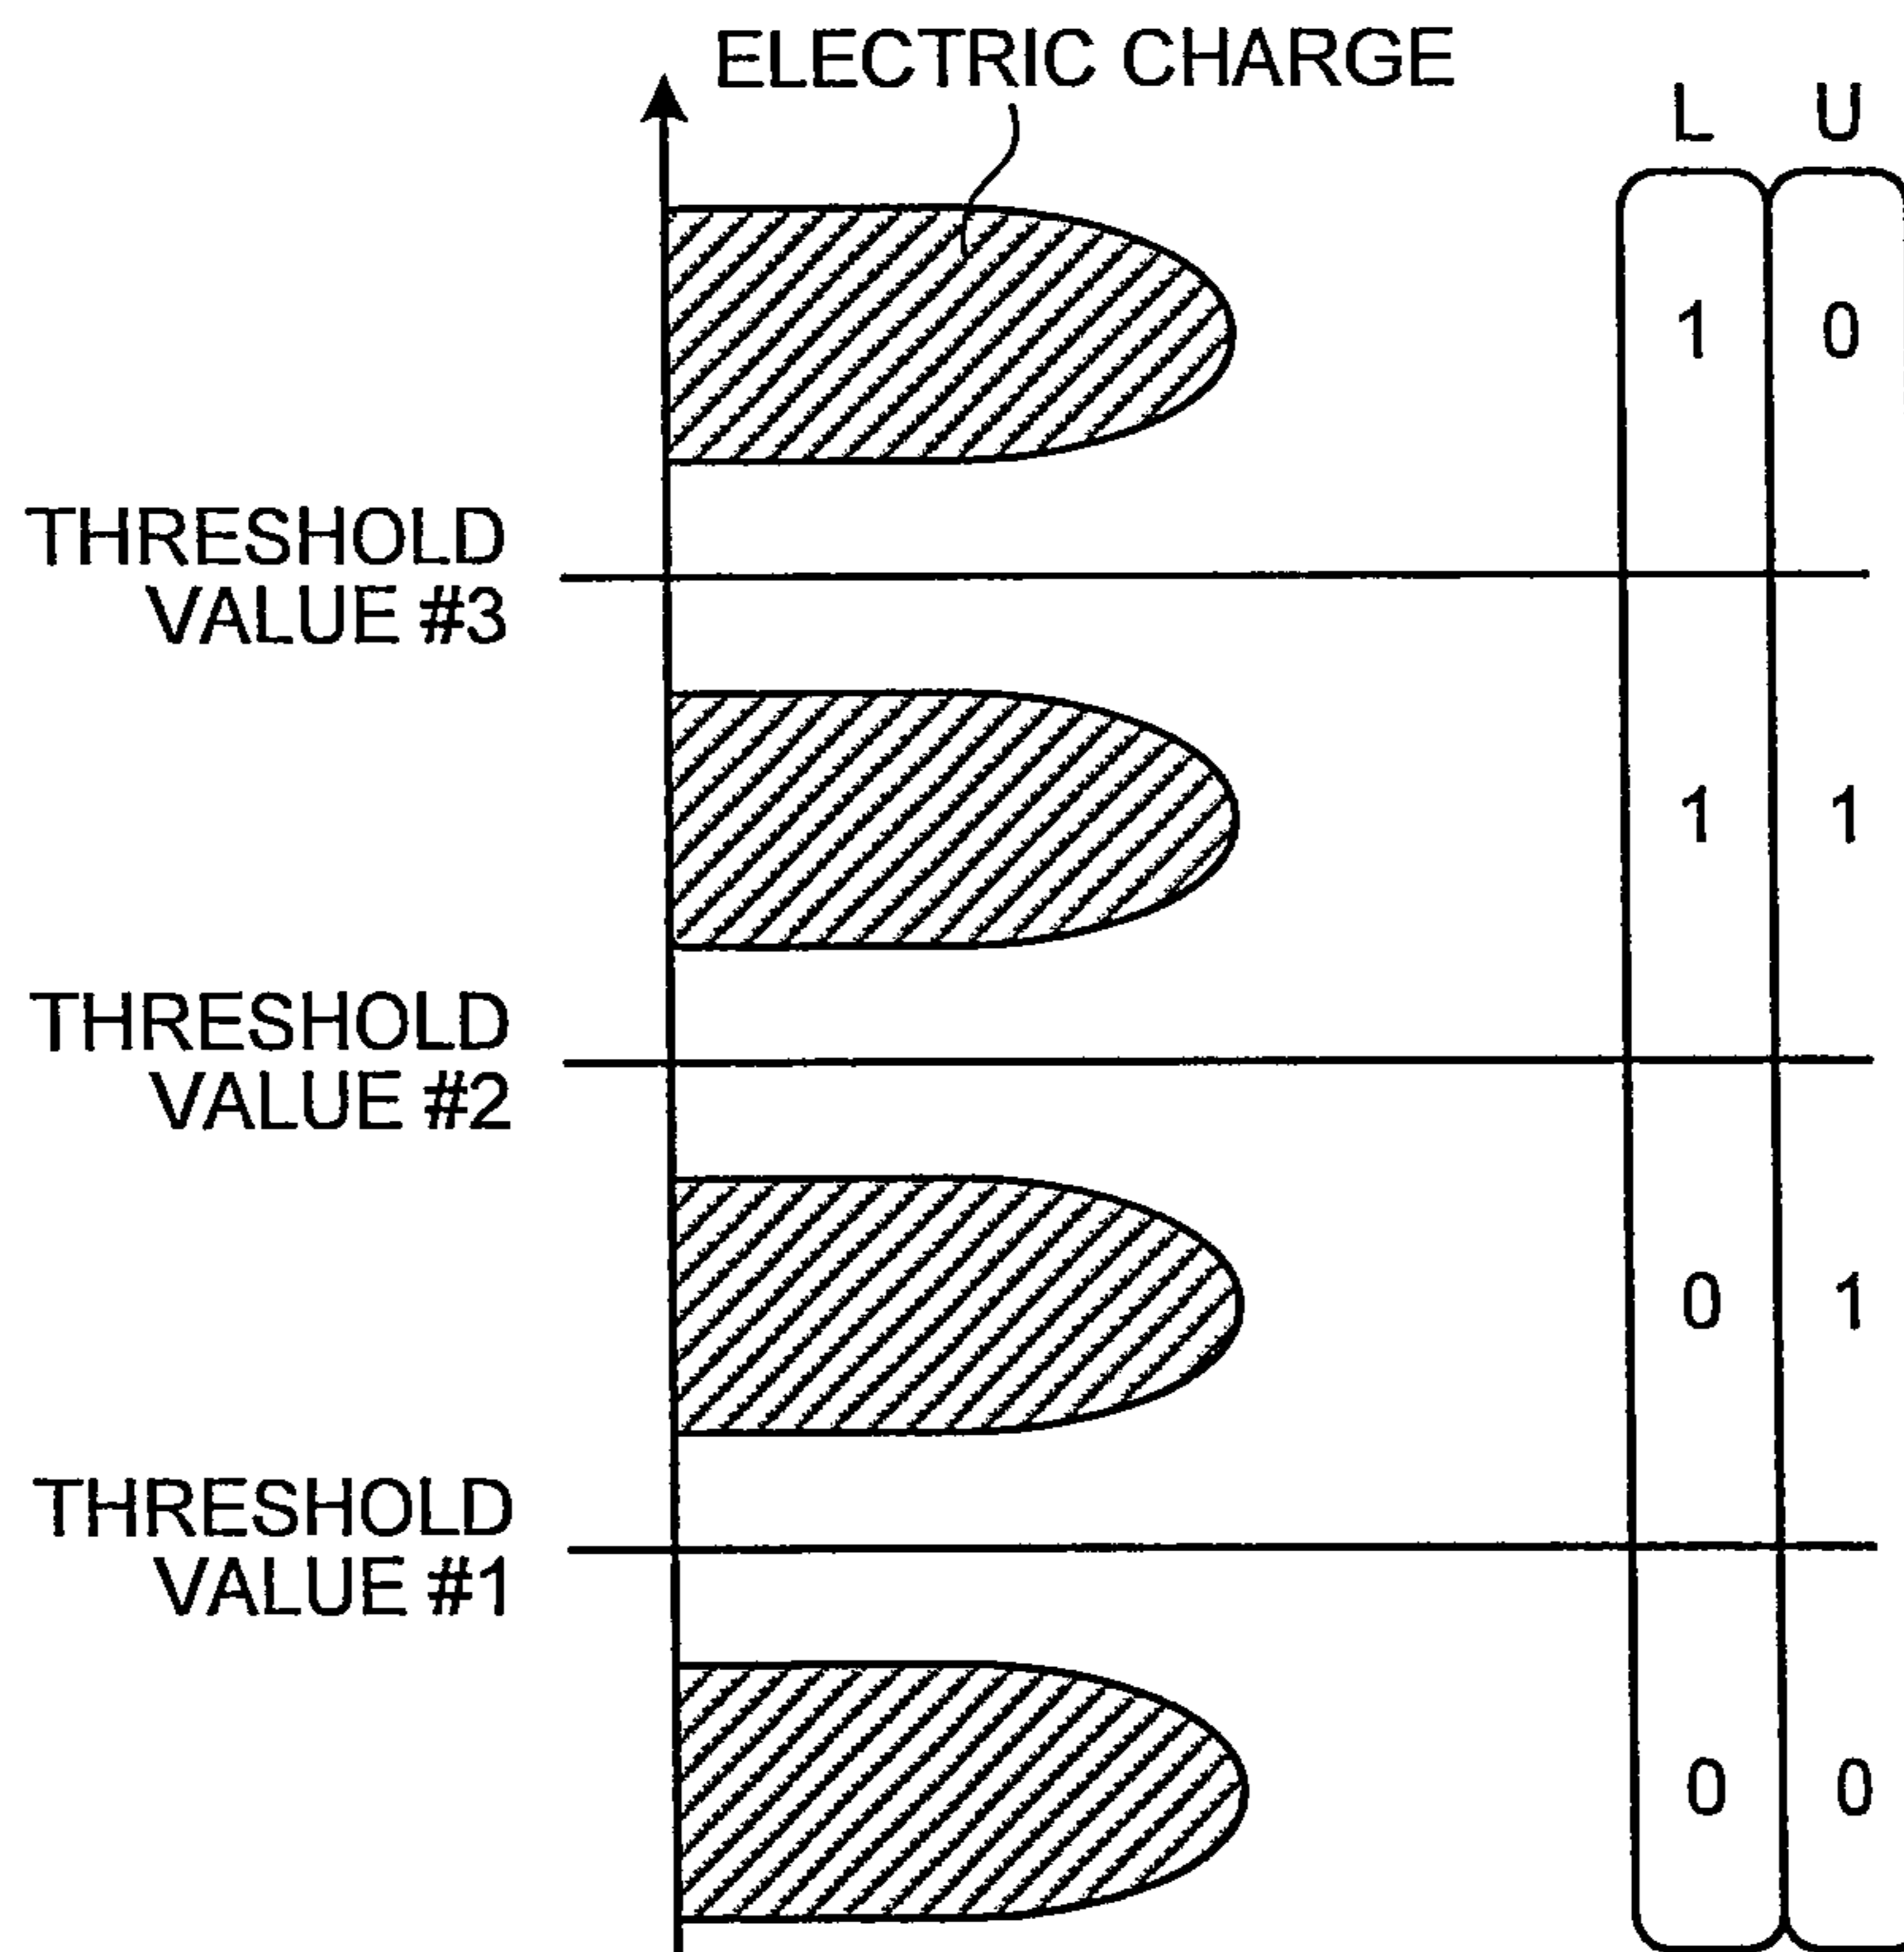 ELECTRIC CHARGE
L U
1 0
THRESHOLD
VALUE #3
1 1
THRESHOLD
VALUE #2
0 1
THRESHOLD
VALUE #1
0 0